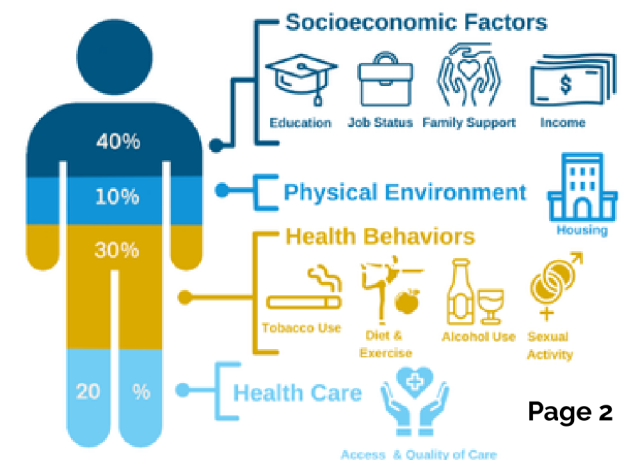 Socioeconomic Factors
$
Education Job Status Family Support Income
40%
10%
Physical Environment
Housing
30%
Health Behaviors
Tobacco Use Diet & Exercise Alcohol Use Sexual Activity
20 %
Health Care
Access & Quality of Care
Page 2